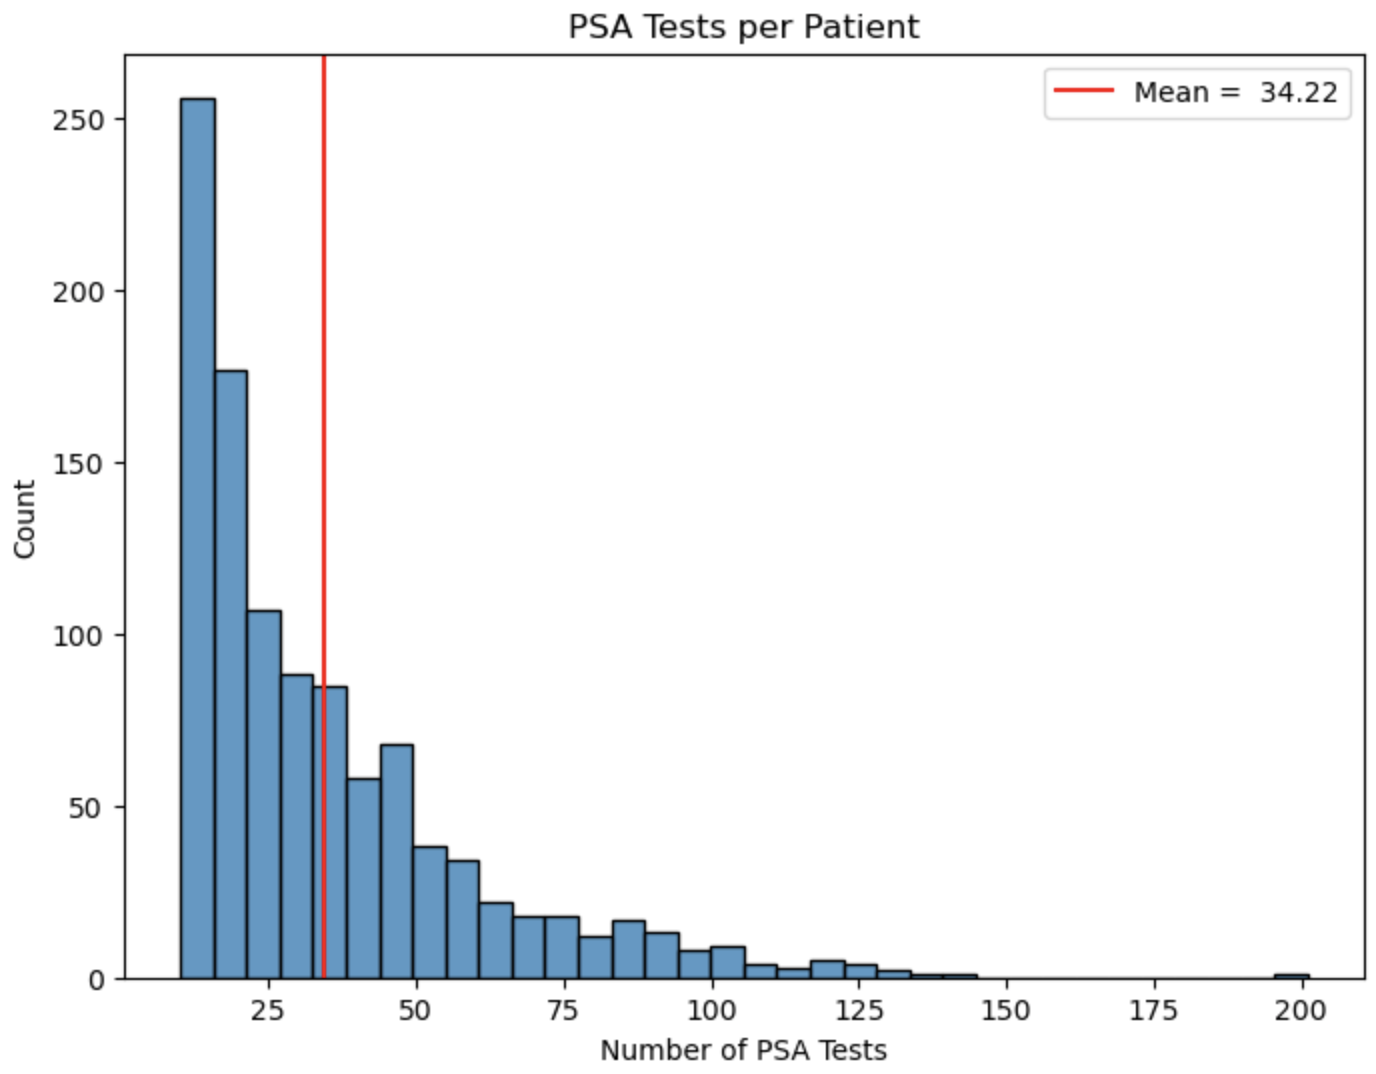 PSA Tests per Patient
Mean =  34.22
250
200
150
100
50
0
Count
25 50 75 100 125 150 175 200
Number of PSA Tests